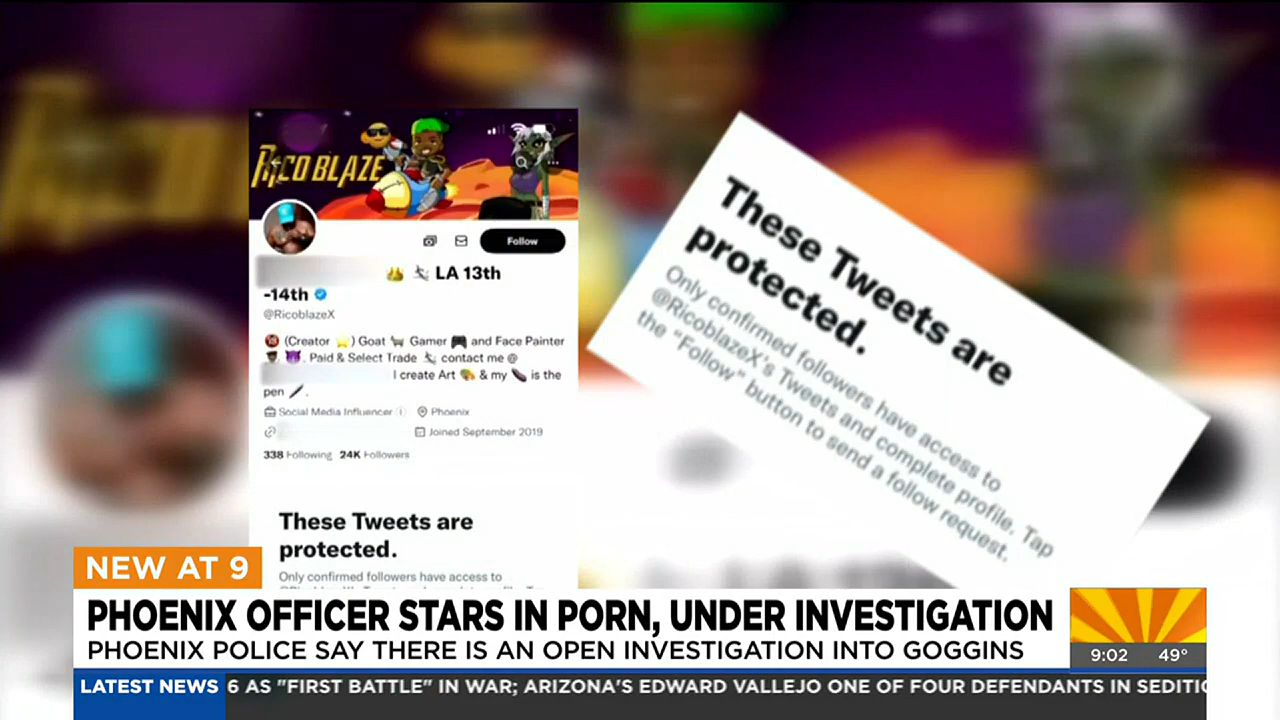 RICO BLAZE
Follow
LA 13th
-14th
@RicoblazeX
(Creator ⭐) Goat 🐐 Gamer 🎮 and Face Painter
😈. Paid & Select Trade contact me @
I create Art 🎨 & my 🍆 is the
pen 🖊.
Social Media Influencer ⓘ Phoenix
Joined September 2019
338 Following 24K Followers
These Tweets are
protected.
Only confirmed followers have access to
These Tweets are
protected.
Only confirmed followers have access to
@RicoblazeX's Tweets and complete profile. Tap
the "Follow" button to send a follow request.
NEW AT 9
PHOENIX OFFICER STARS IN PORN, UNDER INVESTIGATION
PHOENIX POLICE SAY THERE IS AN OPEN INVESTIGATION INTO GOGGINS
9:02 49°
LATEST NEWS 6 AS "FIRST BATTLE" IN WAR; ARIZONA'S EDWARD VALLEJO ONE OF FOUR DEFENDANTS IN SEDITIO